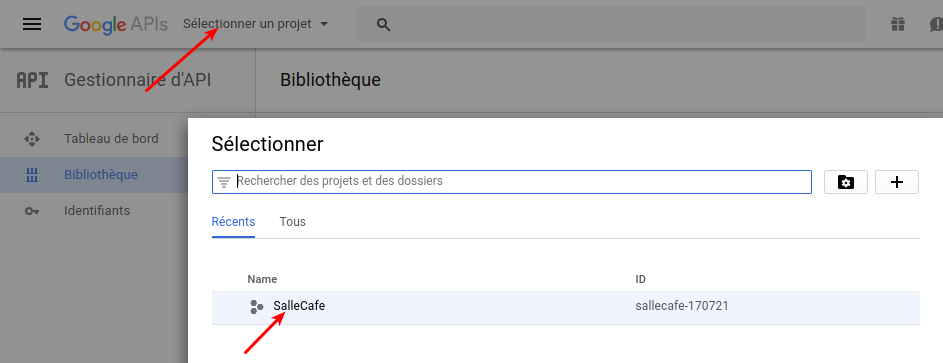 Google APIs Sélectionner un projet
API Gestionnaire d'API Bibliothèque
Tableau de bord
Bibliothèque
Identifiants
Sélectionner
Rechercher des projets et des dossiers
Récents Tous
Name ID
SalleCafe sallecafe-170721